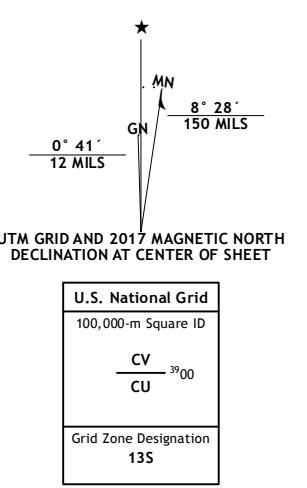 ★
MN
8° 28´
150 MILS
GN
0° 41´
12 MILS
UTM GRID AND 2017 MAGNETIC NORTH
DECLINATION AT CENTER OF SHEET
U.S. National Grid
100,000-m Square ID
CV
3900
CU
Grid Zone Designation
13S